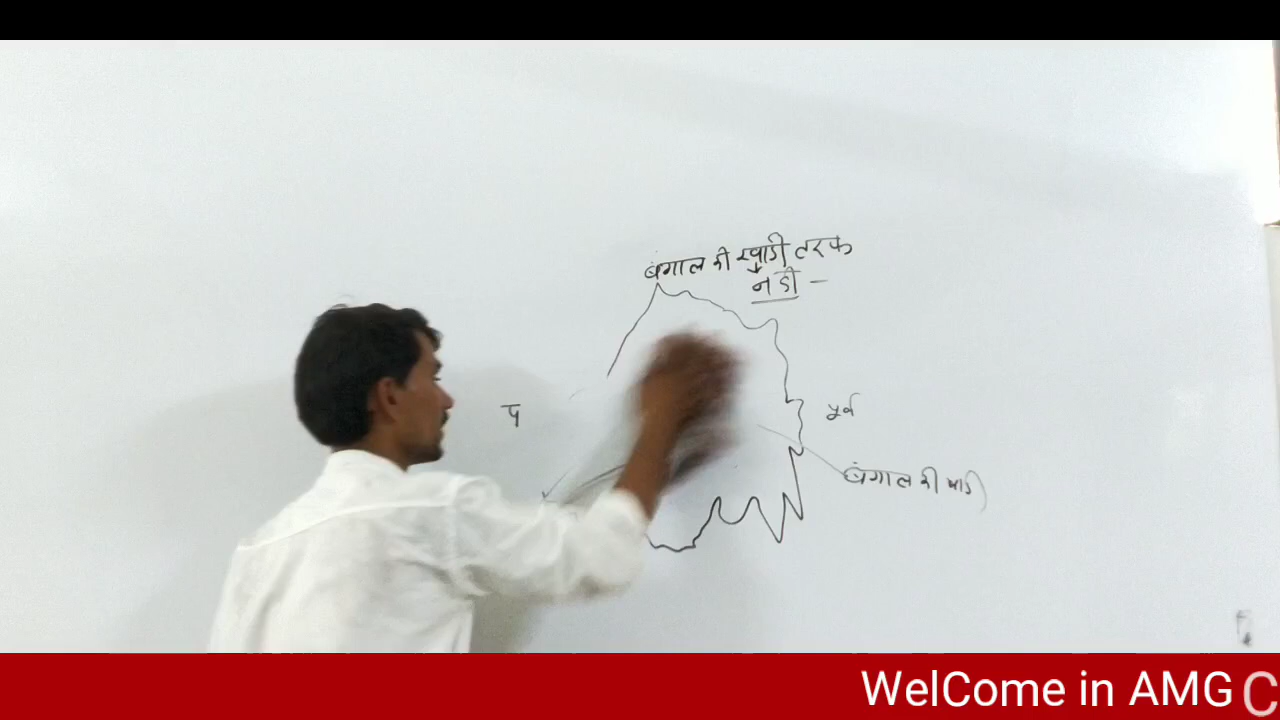 बंगाल की खाडी तरफ
नदी –
प
पूर्व
बंगाल की खाडी
WelCome in AMG C